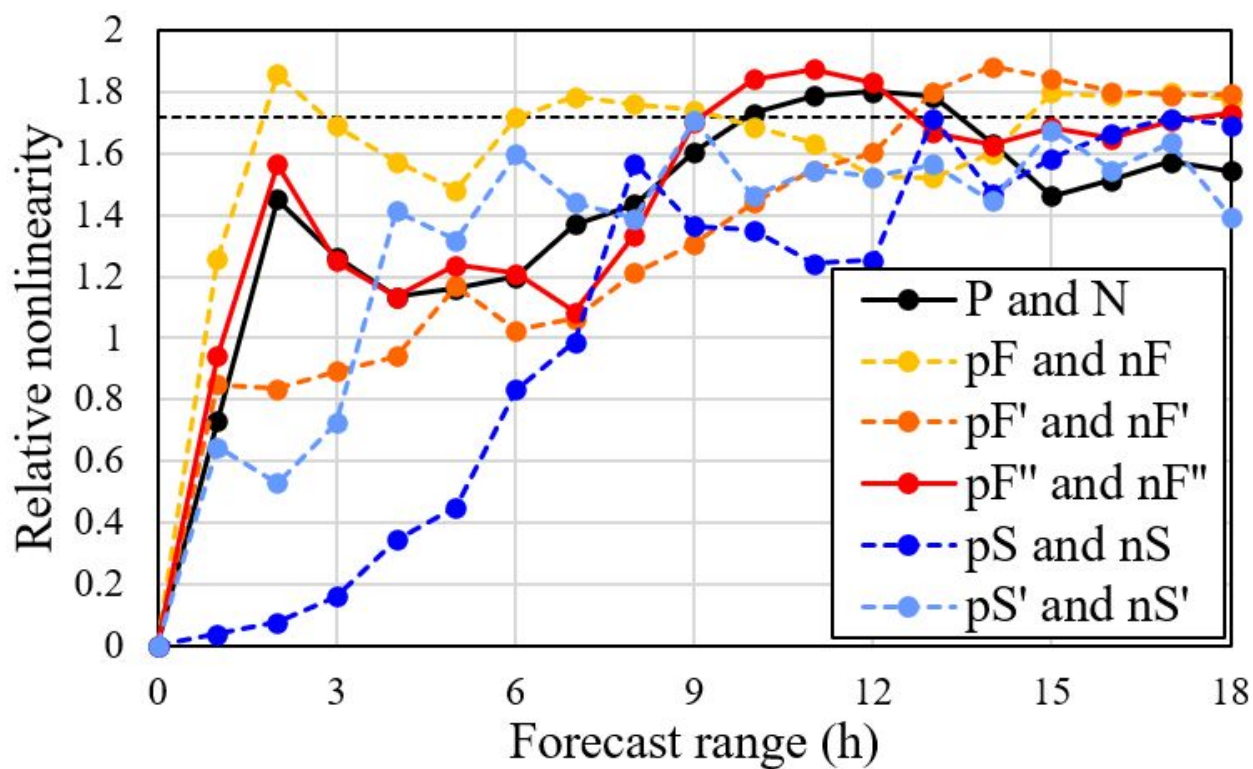 2
1.8
1.6
1.4
1.2
1
0.8
0.6
0.4
0.2
0
Relative nonlinearity
P and N
pF and nF
pF' and nF'
pF" and nF"
pS and nS
pS' and nS'
0 3 6 9 12 15 18
Forecast range (h)